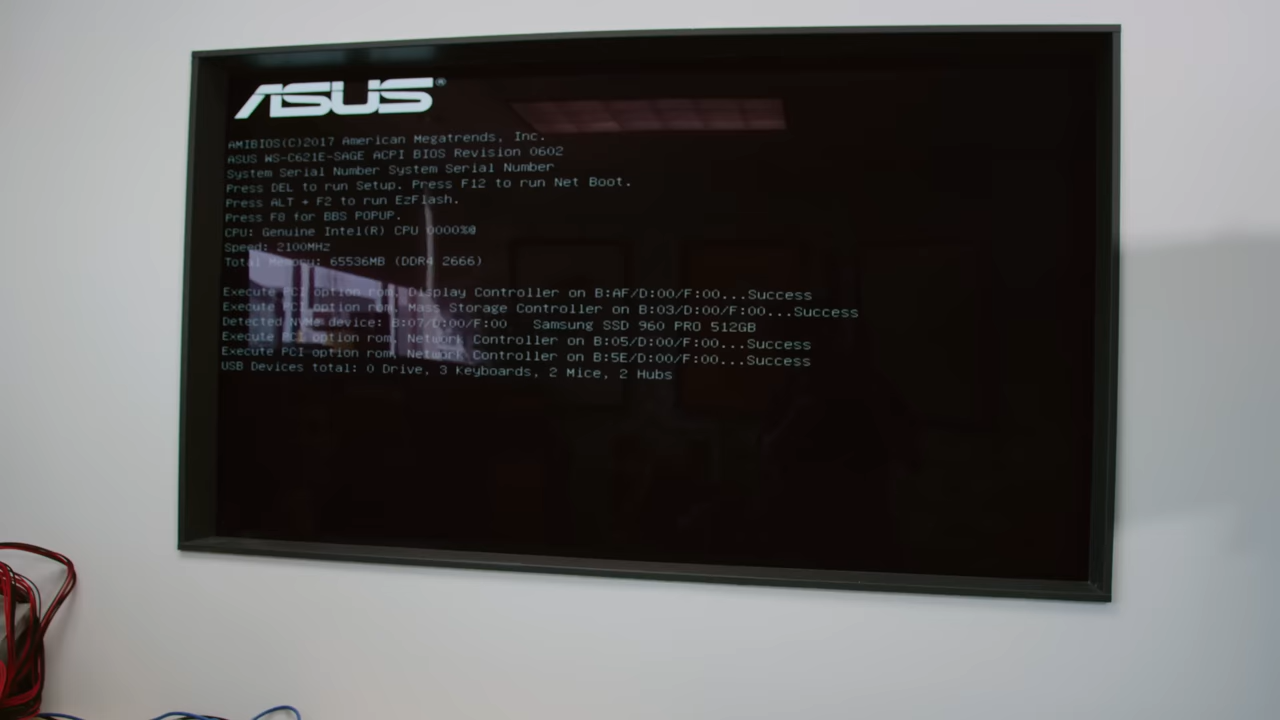 ASUS®
AMIBIOS(C)2017 American Megatrends, Inc.
ASUS WS-C621E-SAGE ACPI BIOS Revision 0602
System Serial Number System Serial Number
Press DEL to run Setup. Press F12 to run Net Boot.
Press ALT + F2 to run EzFlash.
Press F8 for BBS POPUP.
CPU: Genuine Intel(R) CPU 0000%@
Speed: 2100MHz
Total Memory: 65536MB (DDR4 2666)
Execute PCI option rom, Display Controller on B:AF/D:00/F:00...Success
Execute PCI option rom, Mass Storage Controller on B:03/D:00/F:00...Success
Detected NVMe device: B:07/D:00/F:00 Samsung SSD 960 PRO 512GB
Execute PCI option rom, Network Controller on B:05/D:00/F:00...Success
Execute PCI option rom, Network Controller on B:5E/D:00/F:00...Success
USB Devices total: 0 Drive, 3 Keyboards, 2 Mice, 2 Hubs